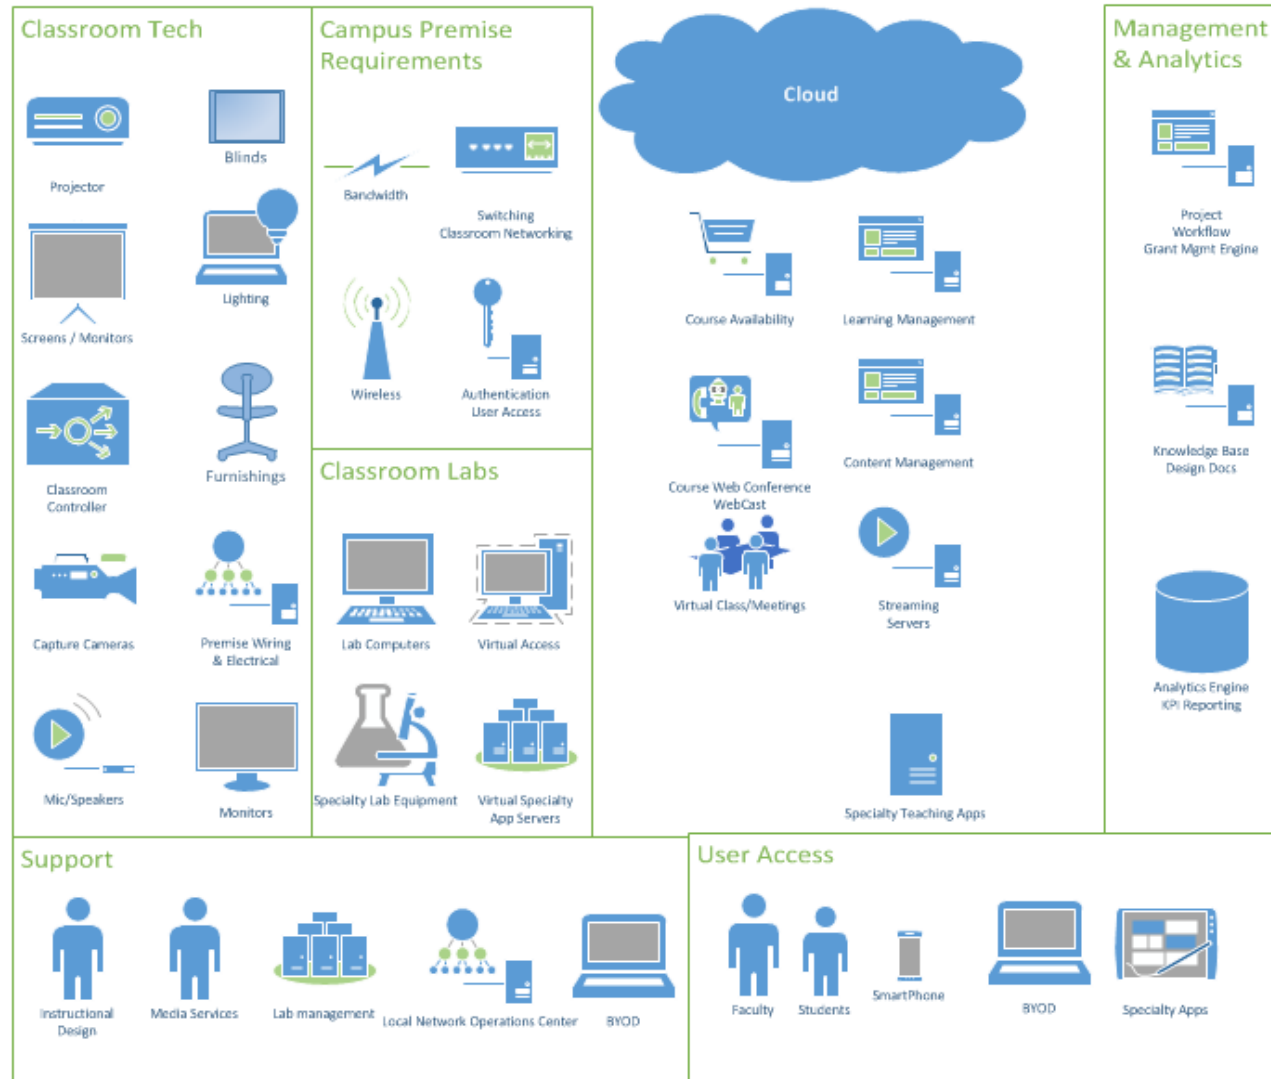 Classroom Tech
Projector
Blinds
Screens / Monitors
Lighting
Classroom
Controller
Furnishings
Capture Cameras
Premise Wiring
& Electrical
Mic/Speakers
Monitors
Campus Premise
Requirements
Bandwidth
Switching
Classroom Networking
Wireless
Authentication
User Access
Classroom Labs
Lab Computers
Virtual Access
Specialty Lab Equipment
Virtual Specialty
App Servers
Cloud
Course Availability
Learning Management
Course Web Conference
WebCast
Content Management
Virtual Class/Meetings
Streaming
Servers
Specialty Teaching Apps
Management
& Analytics
Project
Workflow
Grant Mgmt Engine
Knowledge Base
Design Docs
Analytics Engine
KPI Reporting
Support
Instructional
Design
Media Services
Lab management
Local Network Operations Center
BYOD
User Access
Faculty
Students
SmartPhone
BYOD
Specialty Apps